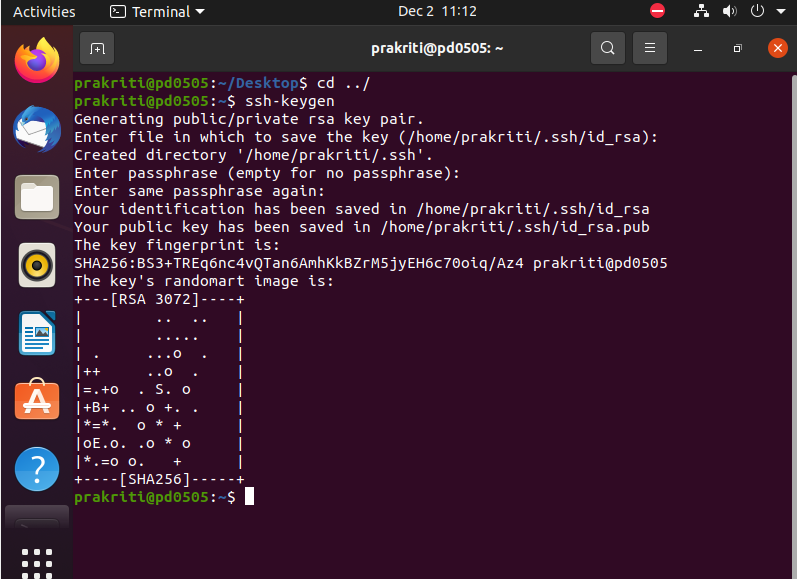 Activities Terminal Dec 2 11:12
prakriti@pd0505: ~
prakriti@pd0505:~/Desktop$ cd ../
prakriti@pd0505:~$ ssh-keygen
Generating public/private rsa key pair.
Enter file in which to save the key (/home/prakriti/.ssh/id_rsa):
Created directory '/home/prakriti/.ssh'.
Enter passphrase (empty for no passphrase):
Enter same passphrase again:
Your identification has been saved in /home/prakriti/.ssh/id_rsa
Your public key has been saved in /home/prakriti/.ssh/id_rsa.pub
The key fingerprint is:
SHA256:BS3+TREq6nc4vQTan6AmhKkBZrM5jyEH6c70oiq/Az4 prakriti@pd0505
The key's randomart image is:
+---[RSA 3072]----+
|        ..  ..   |
|        .....    |
| .     ...o  .   |
|++     ..o  .    |
|=.+o  . S. o     |
|+B+ .. o +. .    |
|*=*.  o * +      |
|oE.o. .o * o     |
|*.=o o.   +      |
+----[SHA256]-----+
prakriti@pd0505:~$